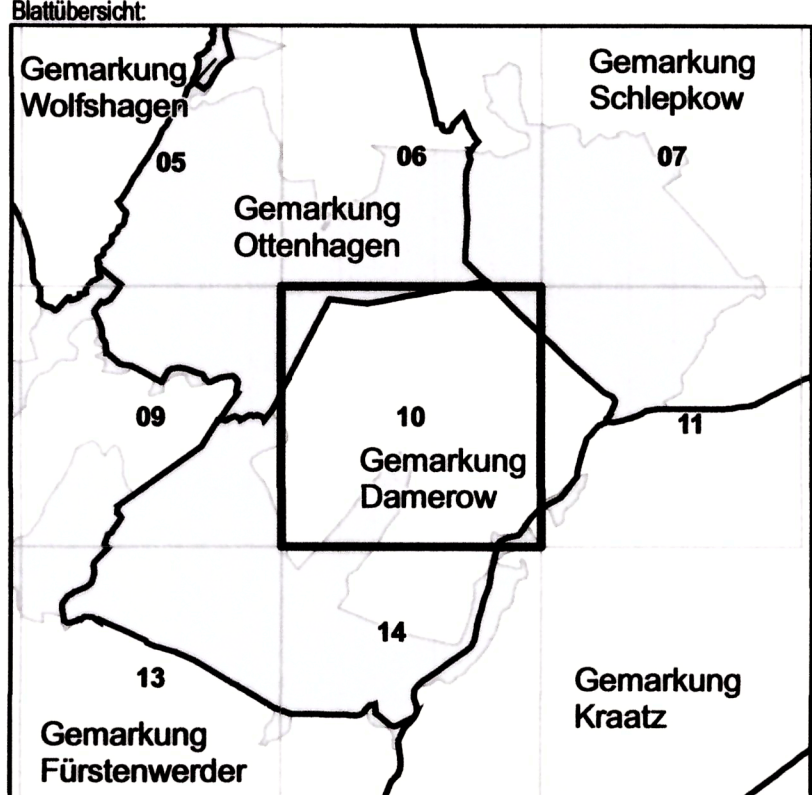 Blattübersicht:
Gemarkung
Wolfshagen
Gemarkung
Schlepkow
05
06
07
Gemarkung
Ottenhagen
09
10
11
Gemarkung
Damerow
14
13
Gemarkung
Kraatz
Gemarkung
Fürstenwerder